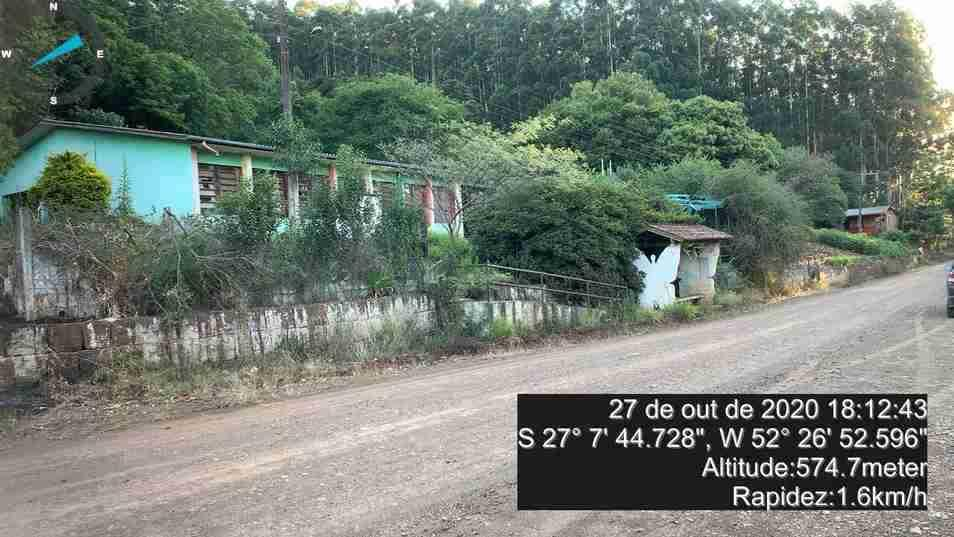 N
W E
S
27 de out de 2020 18:12:43
S 27° 7' 44.728", W 52° 26' 52.596"
Altitude:574.7meter
Rapidez:1.6km/h